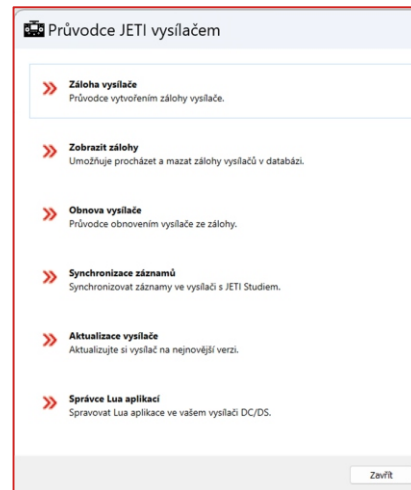 Průvodce JETI vysílačem
Záloha vysílače
Průvodce vytvořením zálohy vysílače.
Zobrazit zálohy
Umožňuje procházet a mazat zálohy vysílačů v databázi.
Obnova vysílače
Průvodce obnovením vysílače ze zálohy.
Synchronizace záznamů
Synchronizovat záznamy ve vysílači s JETI Studiem.
Aktualizace vysílače
Aktualizujte si vysílač na nejnovější verzi.
Správce Lua aplikací
Spravovat Lua aplikace ve vašem vysílači DC/DS.
Zavřít